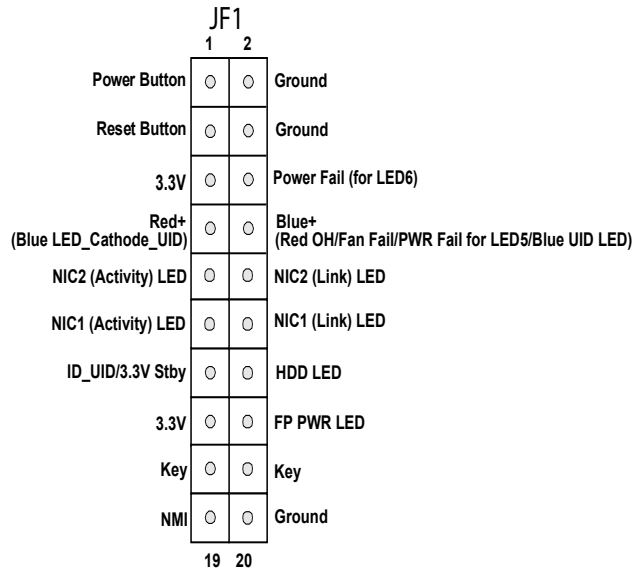 JF1
1 2
Power Button Ground
Reset Button Ground
3.3V Power Fail (for LED6)
Red+ Blue+
(Blue LED_Cathode_UID) (Red OH/Fan Fail/PWR Fail for LED5/Blue UID LED)
NIC2 (Activity) LED NIC2 (Link) LED
NIC1 (Activity) LED NIC1 (Link) LED
ID_UID/3.3V Stby HDD LED
3.3V FP PWR LED
Key Key
NMI Ground
19 20